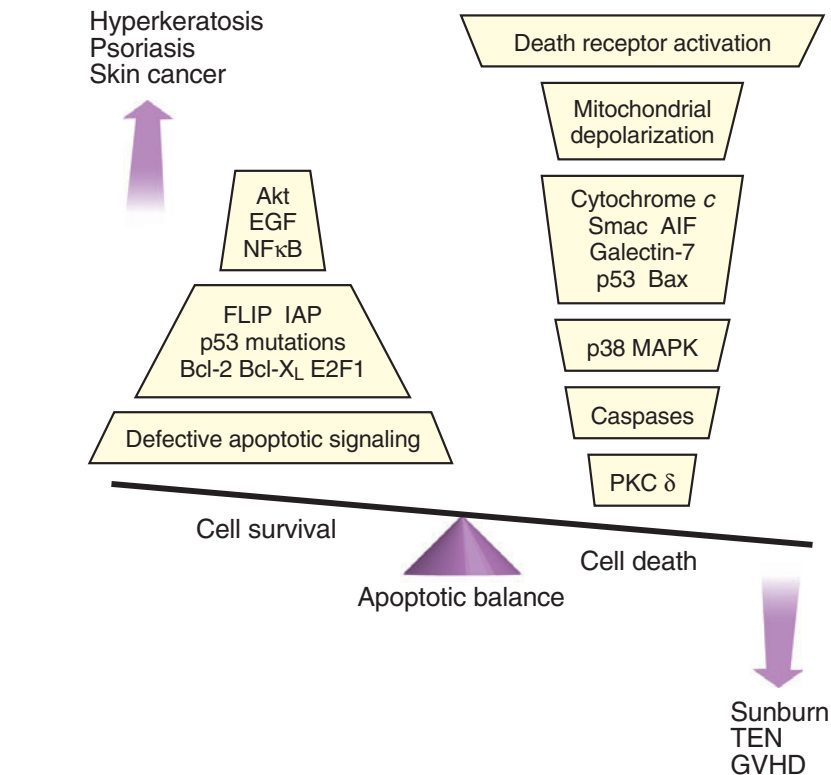 Hyperkeratosis
Psoriasis
Skin cancer
Akt
EGF
NFκB
FLIP IAP
p53 mutations
Bcl-2 Bcl-XL E2F1
Defective apoptotic signaling
Death receptor activation
Mitochondrial
depolarization
Cytochrome c
Smac AIF
Galectin-7
p53 Bax
p38 MAPK
Caspases
PKC δ
Cell survival
Cell death
Apoptotic balance
Sunburn
TEN
GVHD